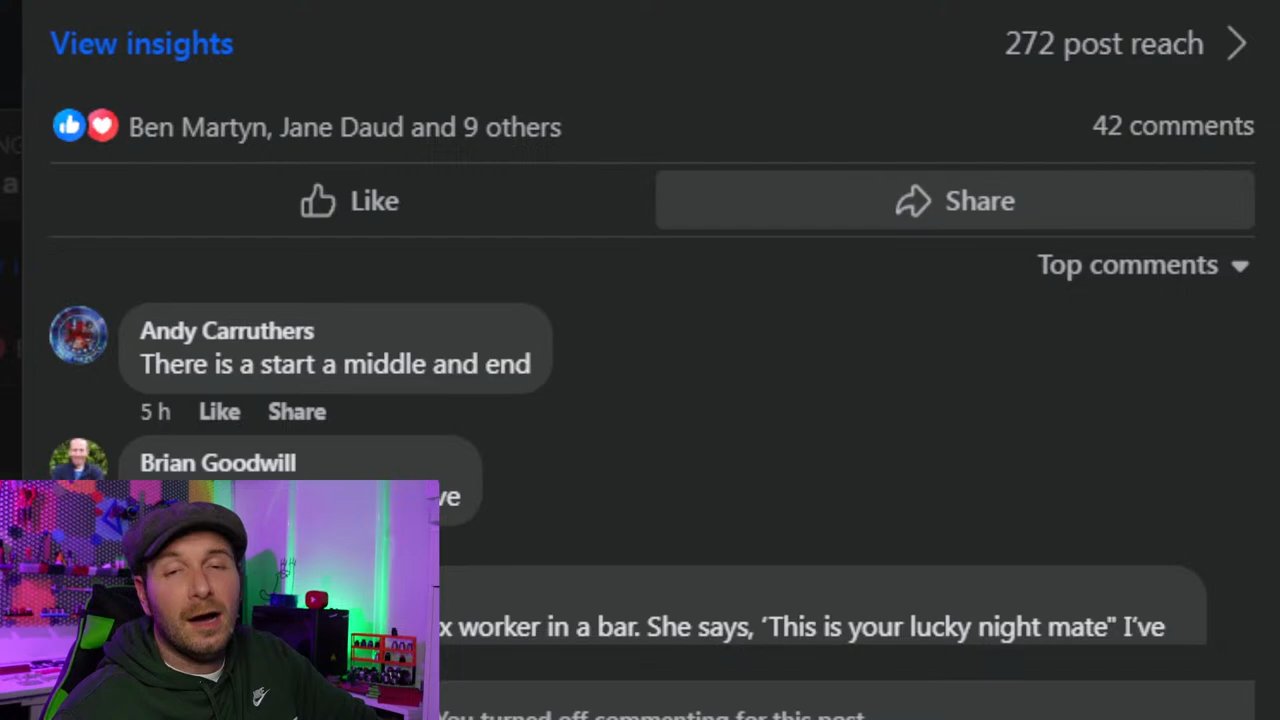 View insights
272 post reach
Ben Martyn, Jane Daud and 9 others
42 comments
Like
Share
Top comments
Andy Carruthers
There is a start a middle and end
5 h Like Share
Brian Goodwill
worker in a bar. She says, ‘This is your lucky night mate" I’ve
You turned off commenting for this post